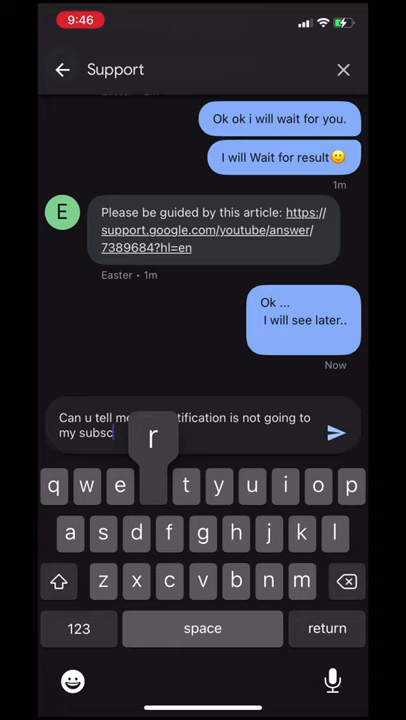 9:46
Support
Ok ok i will wait for you.
I will Wait for result🙂
1m
E
Please be guided by this article: https://
support.google.com/youtube/answer/
7389684?hl=en
Easter • 1m
Ok ...
I will see later..
Now
Can u tell me tification is not going to
my subsc
r
q w e t y u i o p
a s d f g h j k l
z x c v b n m
123 space return